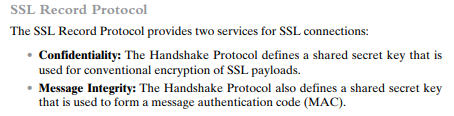 SSL Record Protocol
The SSL Record Protocol provides two services for SSL connections:
• Confidentiality: The Handshake Protocol defines a shared secret key that is
used for conventional encryption of SSL payloads.
• Message Integrity: The Handshake Protocol also defines a shared secret key
that is used to form a message authentication code (MAC).